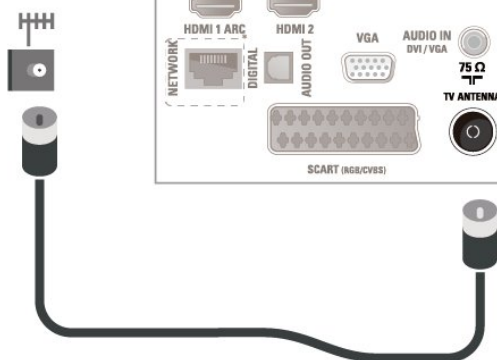 HDMI 1 ARC
HDMI 2
VGA
AUDIO IN
DVI / VGA
75 Ω
TV ANTENNA
NETWORK
DIGITAL
AUDIO OUT
SCART (RGB/CVBS)